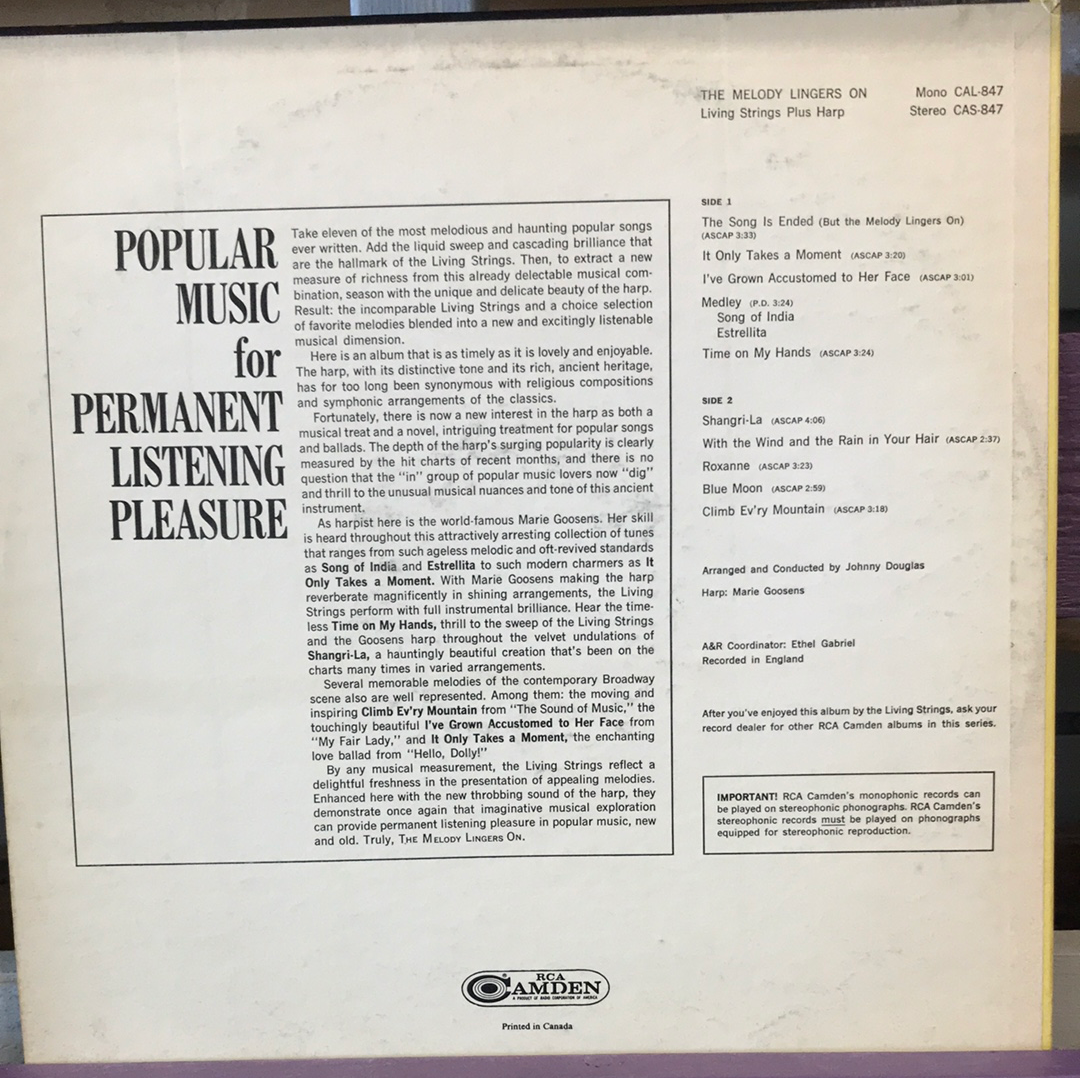 THE MELODY LINGERS ON Mono CAL-847
Living Strings Plus Harp Stereo CAS-847
POPULAR
MUSIC
for
PERMANENT
LISTENING
PLEASURE
Take eleven of the most melodious and haunting popular songs
ever written. Add the liquid sweep and cascading brilliance that
are the hallmark of the Living Strings. Then, to extract a new
measure of richness from this already delectable musical com-
bination, season with the unique and delicate beauty of the harp.
Result: the incomparable Living Strings and a choice selection
of favorite melodies blended into a new and excitingly listenable
musical dimension.
Here is an album that is as timely as it is lovely and enjoyable.
The harp, with its distinctive tone and its rich, ancient heritage,
has for too long been synonymous with religious compositions
and symphonic arrangements of the classics.
Fortunately, there is now a new interest in the harp as both a
musical treat and a novel, intriguing treatment for popular songs
and ballads. The depth of the harp's surging popularity is clearly
measured by the hit charts of recent months, and there is no
question that the "in" group of popular music lovers now "dig"
and thrill to the unusual musical nuances and tone of this ancient
instrument.
As harpist here is the world-famous Marie Goosens. Her skill
is heard throughout this attractively arresting collection of tunes
that ranges from such ageless melodic and oft-revived standards
as Song of India and Estrellita to such modern charmers as It
Only Takes a Moment. With Marie Goosens making the harp
reverberate magnificently in shining arrangements, the Living
Strings perform with full instrumental brilliance. Hear the time-
less Time on My Hands, thrill to the sweep of the Living Strings
and the Goosens harp throughout the velvet undulations of
Shangri-La, a hauntingly beautiful creation that's been on the
charts many times in varied arrangements.
Several memorable melodies of the contemporary Broadway
scene also are well represented. Among them: the moving and
inspiring Climb Ev'ry Mountain from "The Sound of Music," the
touchingly beautiful I've Grown Accustomed to Her Face from
"My Fair Lady," and It Only Takes a Moment, the enchanting
love ballad from "Hello, Dolly!"
By any musical measurement, the Living Strings reflect a
delightful freshness in the presentation of appealing melodies.
Enhanced here with the new throbbing sound of the harp, they
demonstrate once again that imaginative musical exploration
can provide permanent listening pleasure in popular music, new
and old. Truly, THE MELODY LINGERS ON.
SIDE 1
The Song Is Ended (But the Melody Lingers On)
(ASCAP 3:33)
It Only Takes a Moment (ASCAP 3:20)
I've Grown Accustomed to Her Face (ASCAP 3:01)
Medley (P.D. 3:24)
Song of India
Estrellita
Time on My Hands (ASCAP 3:24)
SIDE 2
Shangri-La (ASCAP 4:06)
With the Wind and the Rain in Your Hair (ASCAP 2:37)
Roxanne (ASCAP 3:23)
Blue Moon (ASCAP 2:59)
Climb Ev'ry Mountain (ASCAP 3:18)
Arranged and Conducted by Johnny Douglas
Harp: Marie Goosens
A&R Coordinator: Ethel Gabriel
Recorded in England
After you've enjoyed this album by the Living Strings, ask your
record dealer for other RCA Camden albums in this series.
IMPORTANT! RCA Camden's monophonic records can
be played on stereophonic phonographs. RCA Camden's
stereophonic records must be played on phonographs
equipped for stereophonic reproduction.
RCA
CAMDEN
A PRODUCT OF RADIO CORPORATION OF AMERICA
Printed in Canada